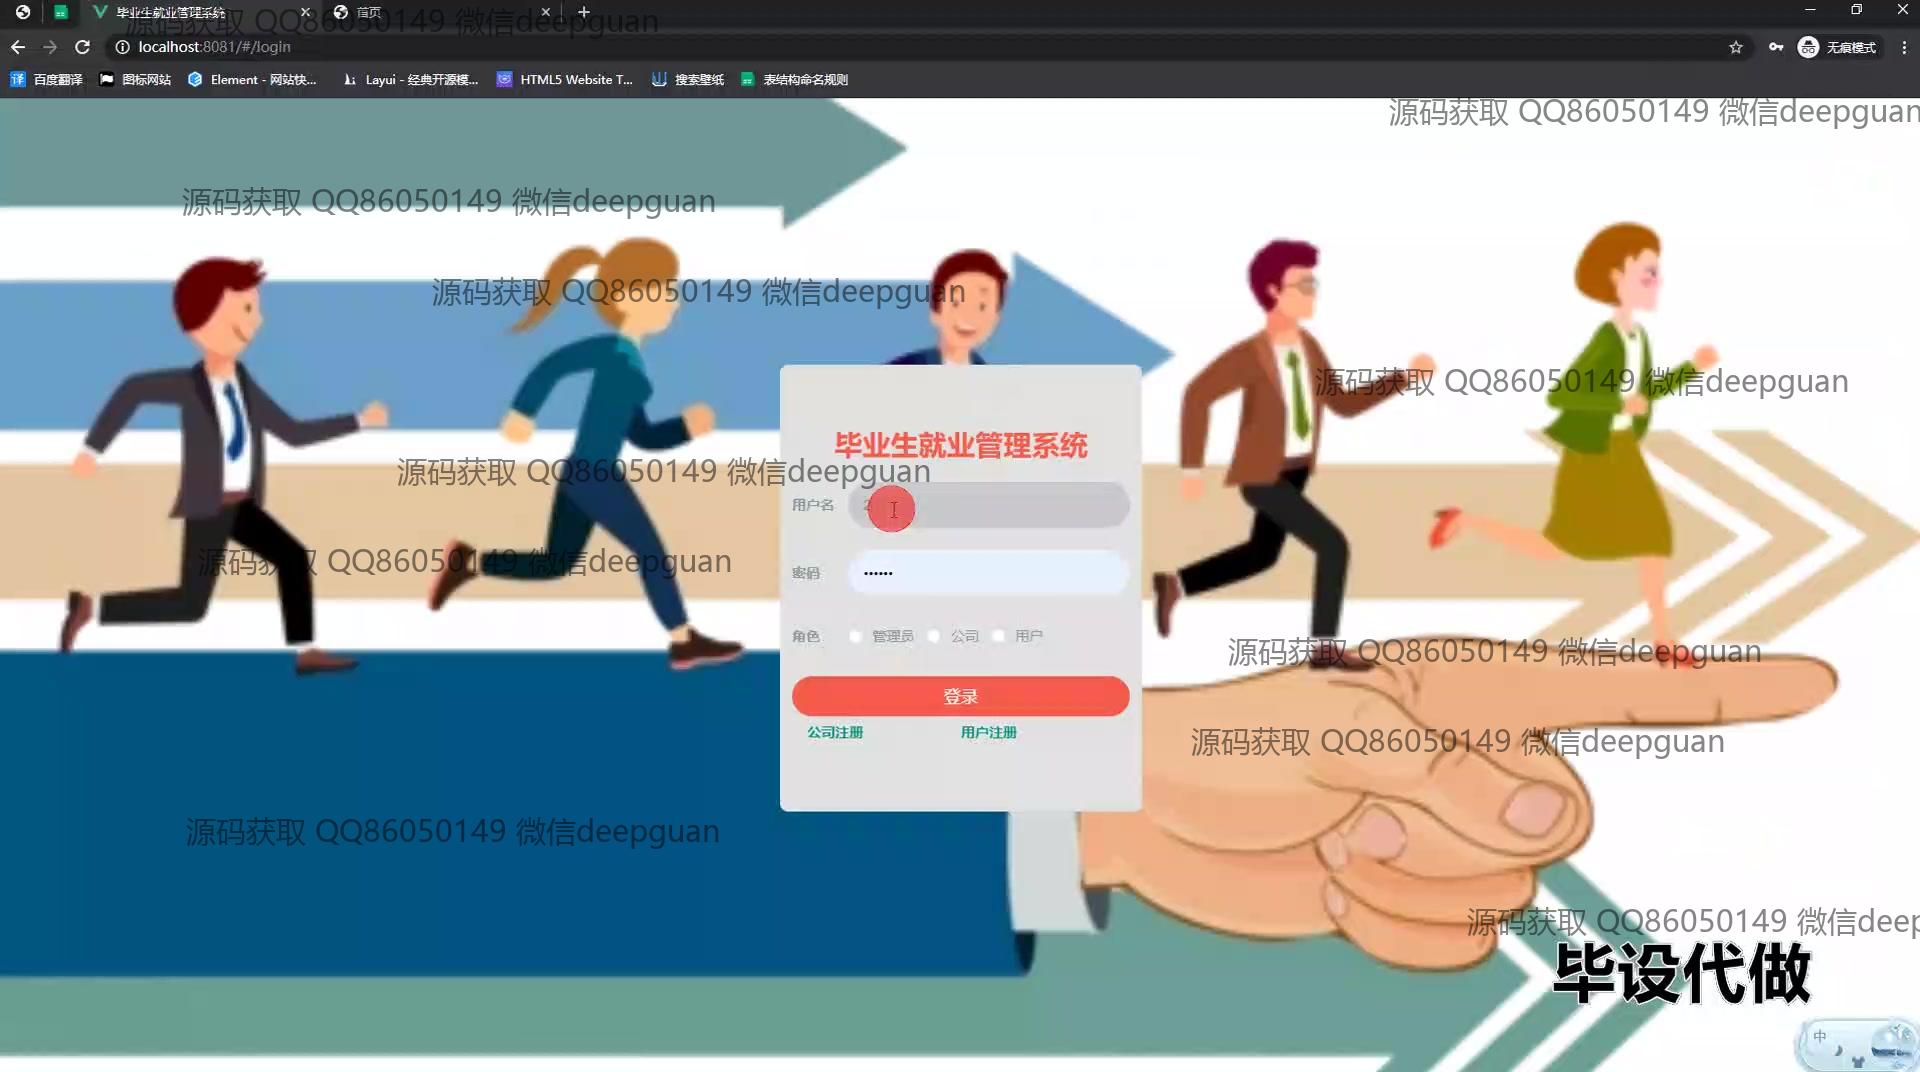 毕业生就业管理系统
首页
源码获取 QQ86050149 微信deepguan
localhost:8081/#/login
无痕模式
百度翻译
图标网站
Element - 网站快...
Layui - 经典开源模...
HTML5 Website T...
搜索壁纸
表结构命名规则
源码获取 QQ86050149 微信deepguan
源码获取 QQ86050149 微信deepguan
源码获取 QQ86050149 微信deepguan
源码获取 QQ86050149 微信deepguan
毕业生就业管理系统
源码获取 QQ86050149 微信deepguan
用户名
源码获取 QQ86050149 微信deepguan
密码
角色 管理员 公司 用户
源码获取 QQ86050149 微信deepguan
登录
公司注册 用户注册
源码获取 QQ86050149 微信deepguan
源码获取 QQ86050149 微信deepguan
源码获取 QQ86050149 微信deep
毕设代做
中